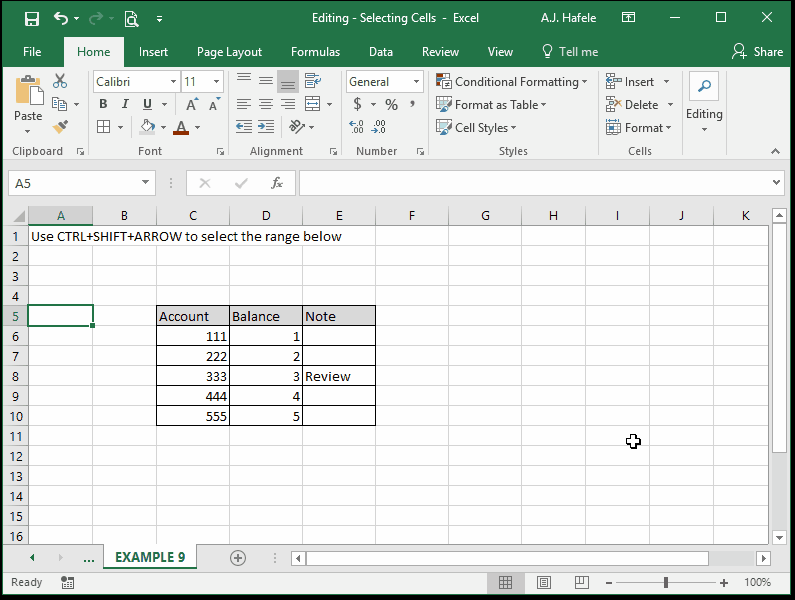 Editing - Selecting Cells - Excel A.J. Hafele
File Home Insert Page Layout Formulas Data Review View Tell me Share
Calibri 11 General Conditional Formatting Insert
Paste B I U A A $ % , Format as Table Delete Editing
A .00 .0 Cell Styles Format
Clipboard Font Alignment Number Styles Cells
A5 fx
A B C D E F G H I J K
1 Use CTRL+SHIFT+ARROW to select the range below
2
3
4
5 Account Balance Note
6 111 1
7 222 2
8 333 3 Review
9 444 4
10 555 5
11
12
13
14
15
16
... EXAMPLE 9
Ready 100%